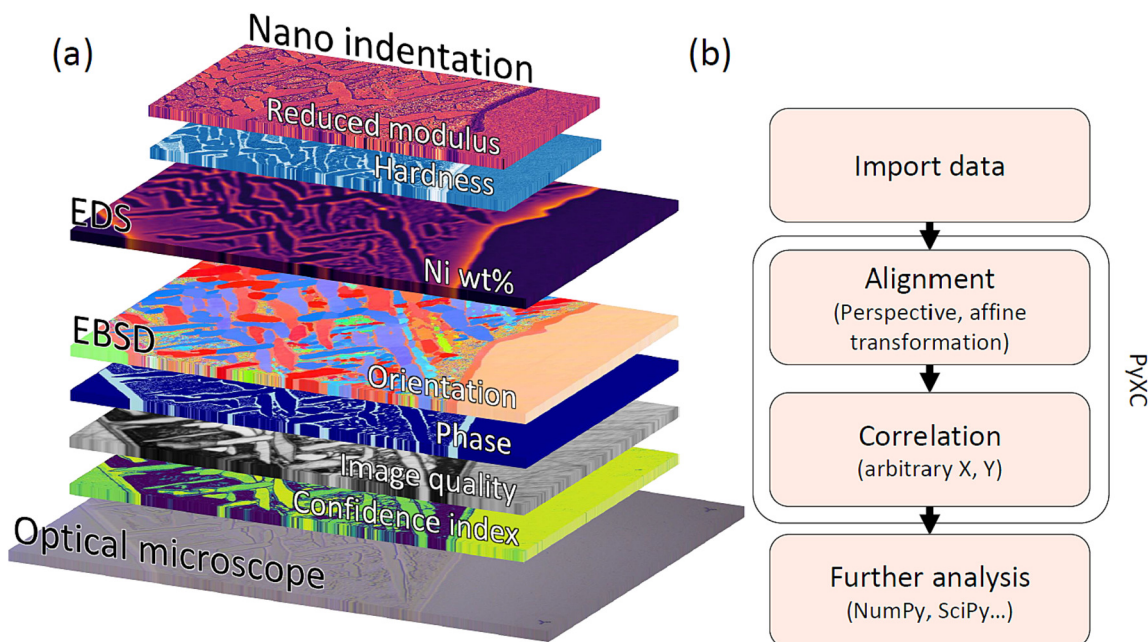 (a)
Nano indentation
Reduced modulus
Hardness
EDS
Ni wt%
EBSD
Orientation
Phase
Image quality
Confidence index
Optical microscope
(b)
Import data
Alignment
(Perspective, affine
transformation)
Correlation
(arbitrary X, Y)
PyXC
Further analysis
(NumPy, SciPy...)